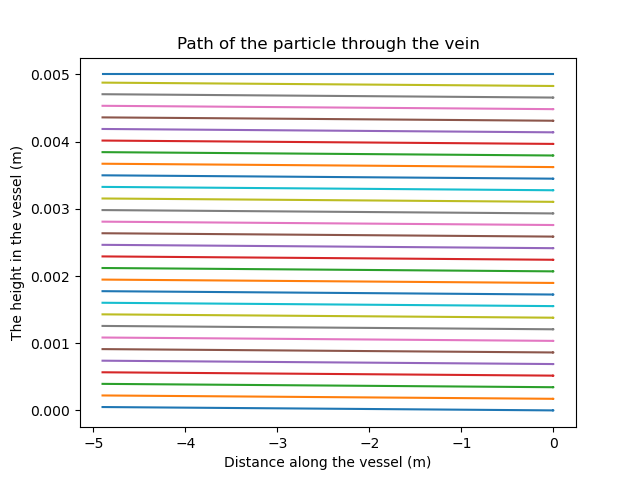 Path of the particle through the vein
The height in the vessel (m)
0.005
0.004
0.003
0.002
0.001
0.000
−5 −4 −3 −2 −1 0
Distance along the vessel (m)